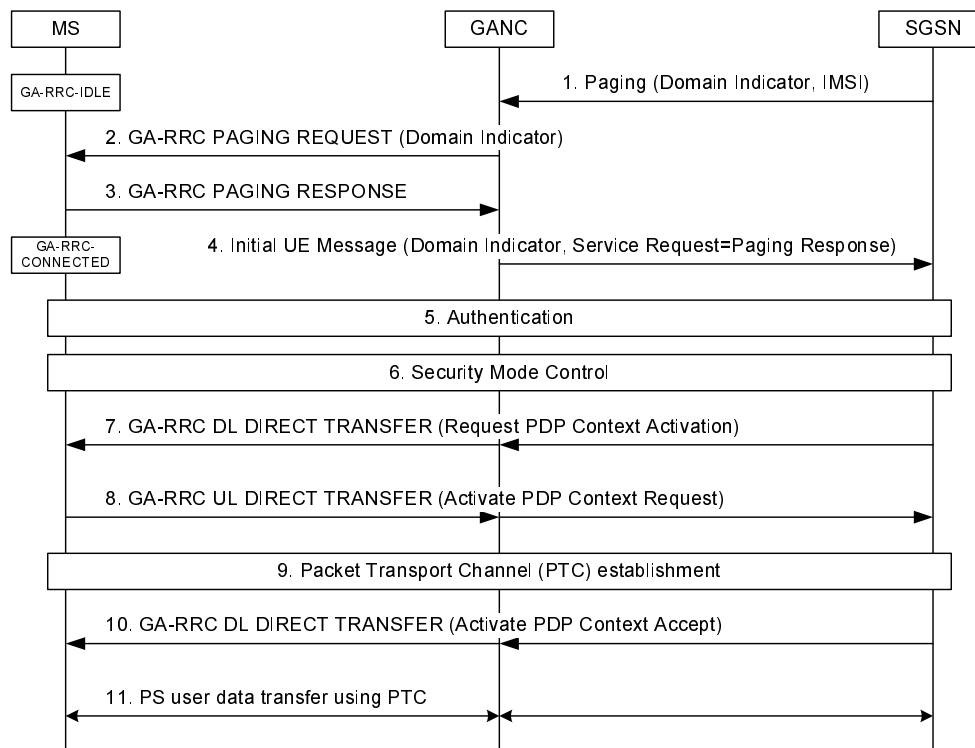 MS
GANC
SGSN
GA-RRC-IDLE
1. Paging (Domain Indicator, IMSI)
2. GA-RRC PAGING REQUEST (Domain Indicator)
3. GA-RRC PAGING RESPONSE
GA-RRC-
CONNECTED
4. Initial UE Message (Domain Indicator, Service Request=Paging Response)
5. Authentication
6. Security Mode Control
7. GA-RRC DL DIRECT TRANSFER (Request PDP Context Activation)
8. GA-RRC UL DIRECT TRANSFER (Activate PDP Context Request)
9. Packet Transport Channel (PTC) establishment
10. GA-RRC DL DIRECT TRANSFER (Activate PDP Context Accept)
11. PS user data transfer using PTC